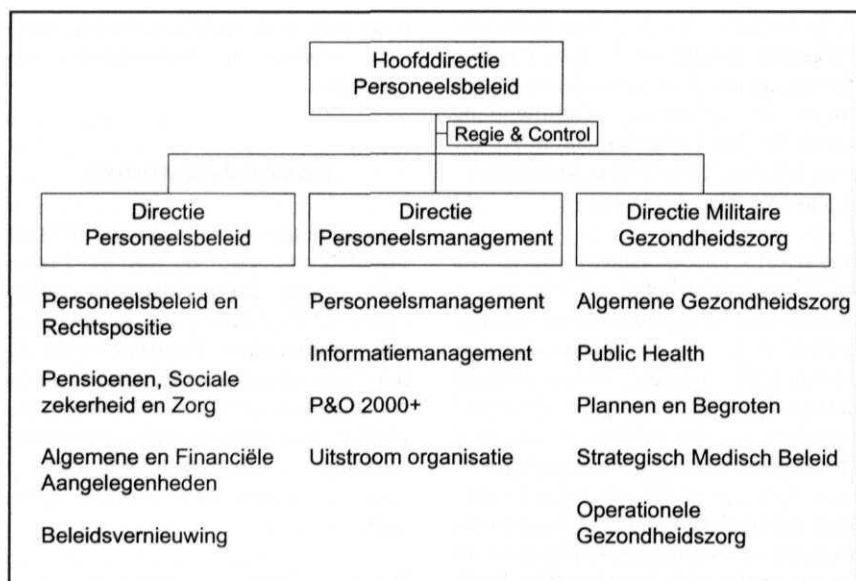 Hoofddirectie
Personeelsbeleid
Regie & Control
Directie
Personeelsbeleid
Directie
Personeelsmanagement
Directie Militaire
Gezondheidszorg
Personeelsbeleid en
Rechtspositie
Pensioenen, Sociale
zekerheid en Zorg
Algemene en Financiële
Aangelegenheden
Beleidsvernieuwing
Personeelsmanagement
Informatiemanagement
P&O 2000+
Uitstroom organisatie
Algemene Gezondheidszorg
Public Health
Plannen en Begroten
Strategisch Medisch Beleid
Operationele
Gezondheidszorg